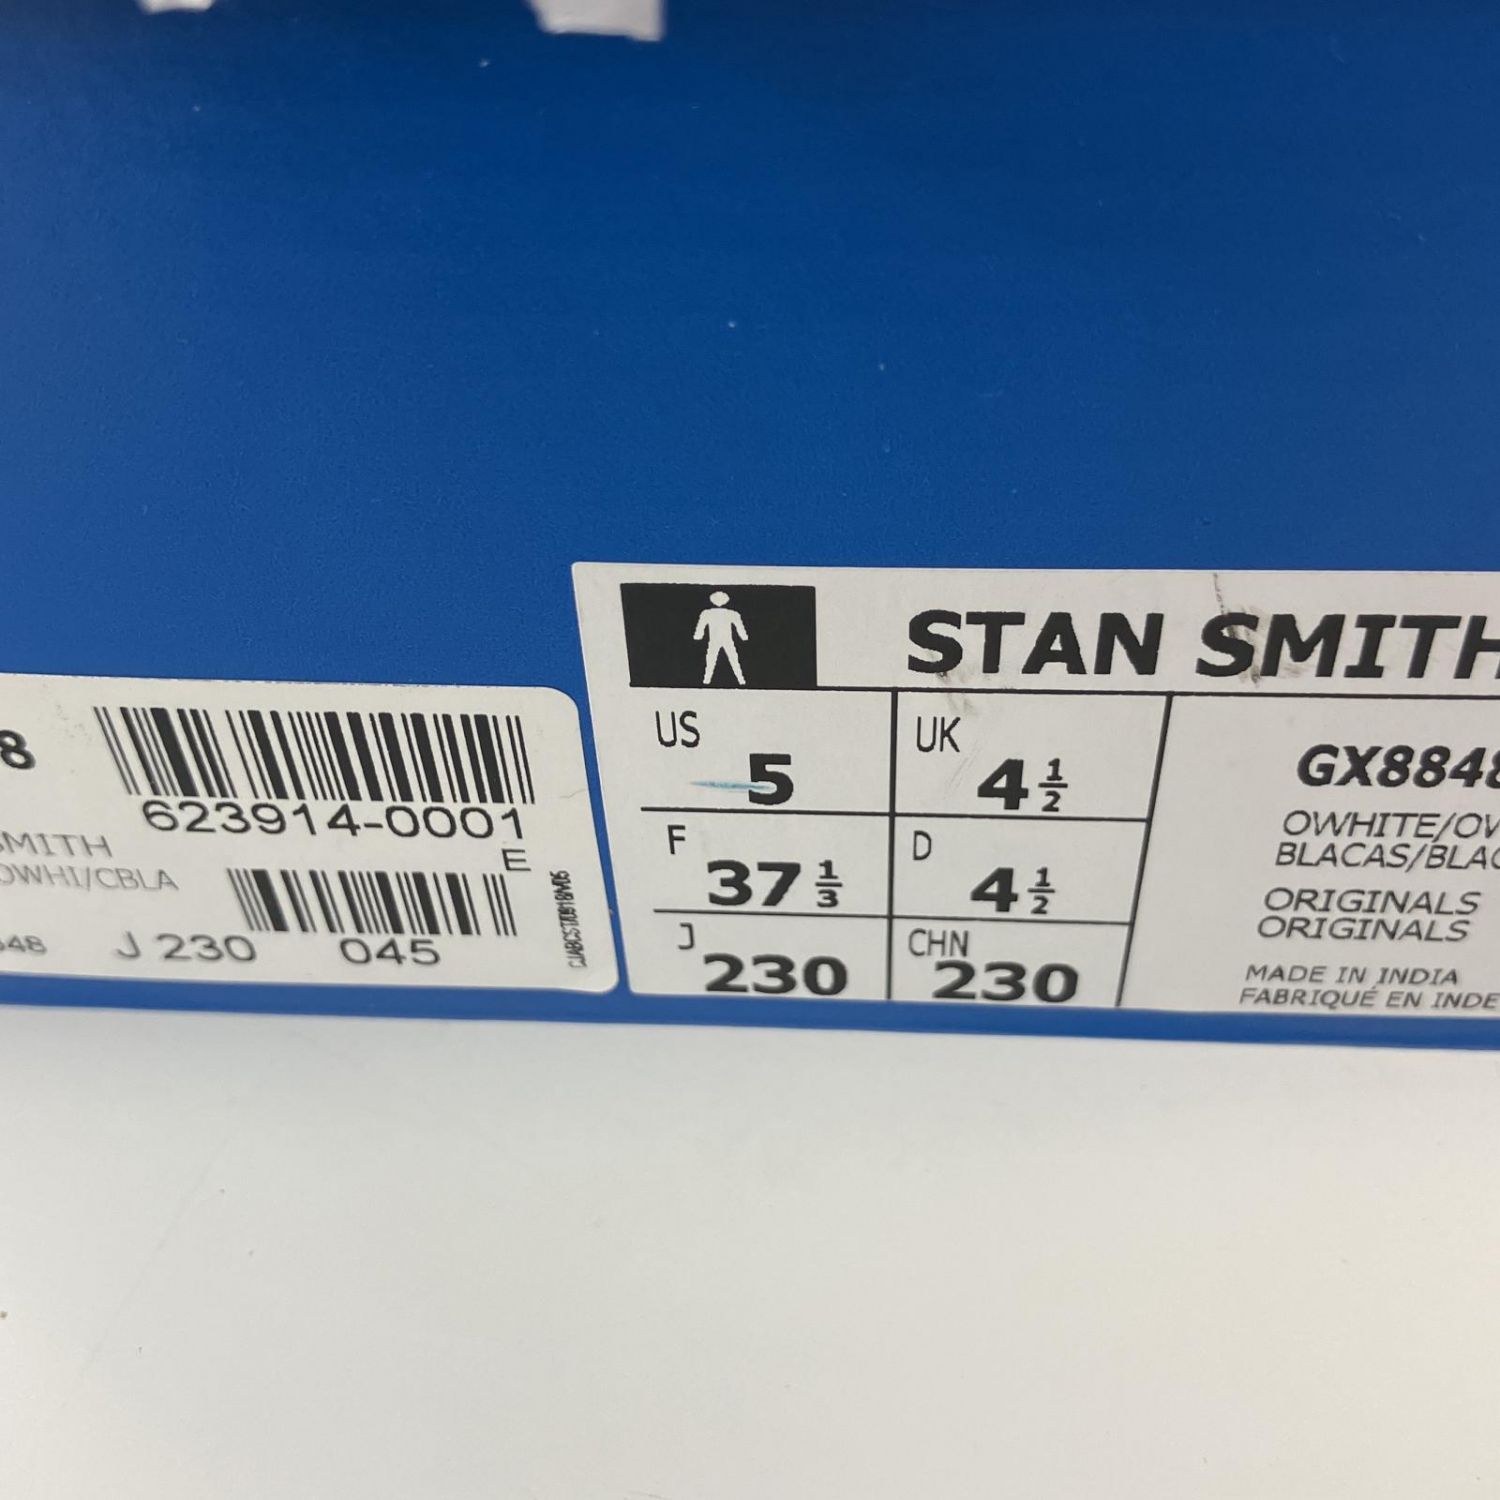 8
623914-0001
E
SMITH
OWHI/CBLA
848
J 230
045
STAN SMITH
US
5
UK
4 1/2
F
37 1/3
D
4 1/2
J
230
CHN
230
GX8848
OWHITE/OW
BLACAS/BLAC
ORIGINALS
ORIGINALS
MADE IN INDIA
FABRIQUÉ EN INDE